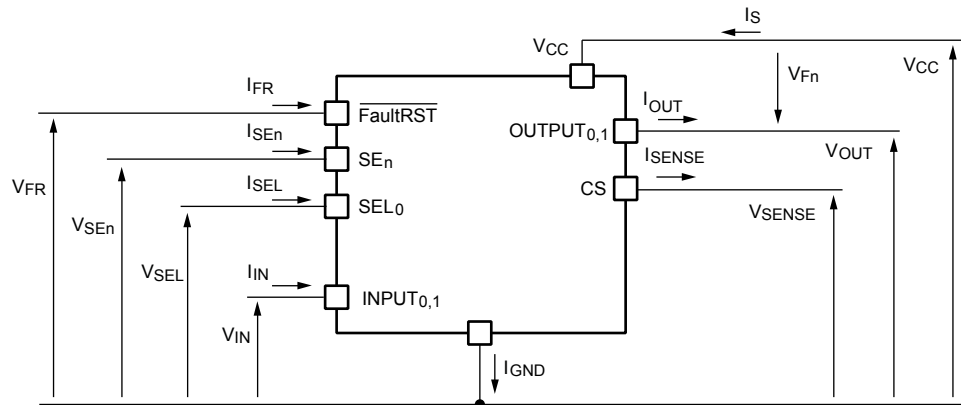 IS
VCC
VCC
VFn
IFR
FaultRST
IOUT
OUTPUT0,1
VOUT
ISEn
SEn
ISENSE
CS
VFR
ISEL
SEL0
VSENSE
VSEn
VSEL
IIN
INPUT0,1
VIN
IGND